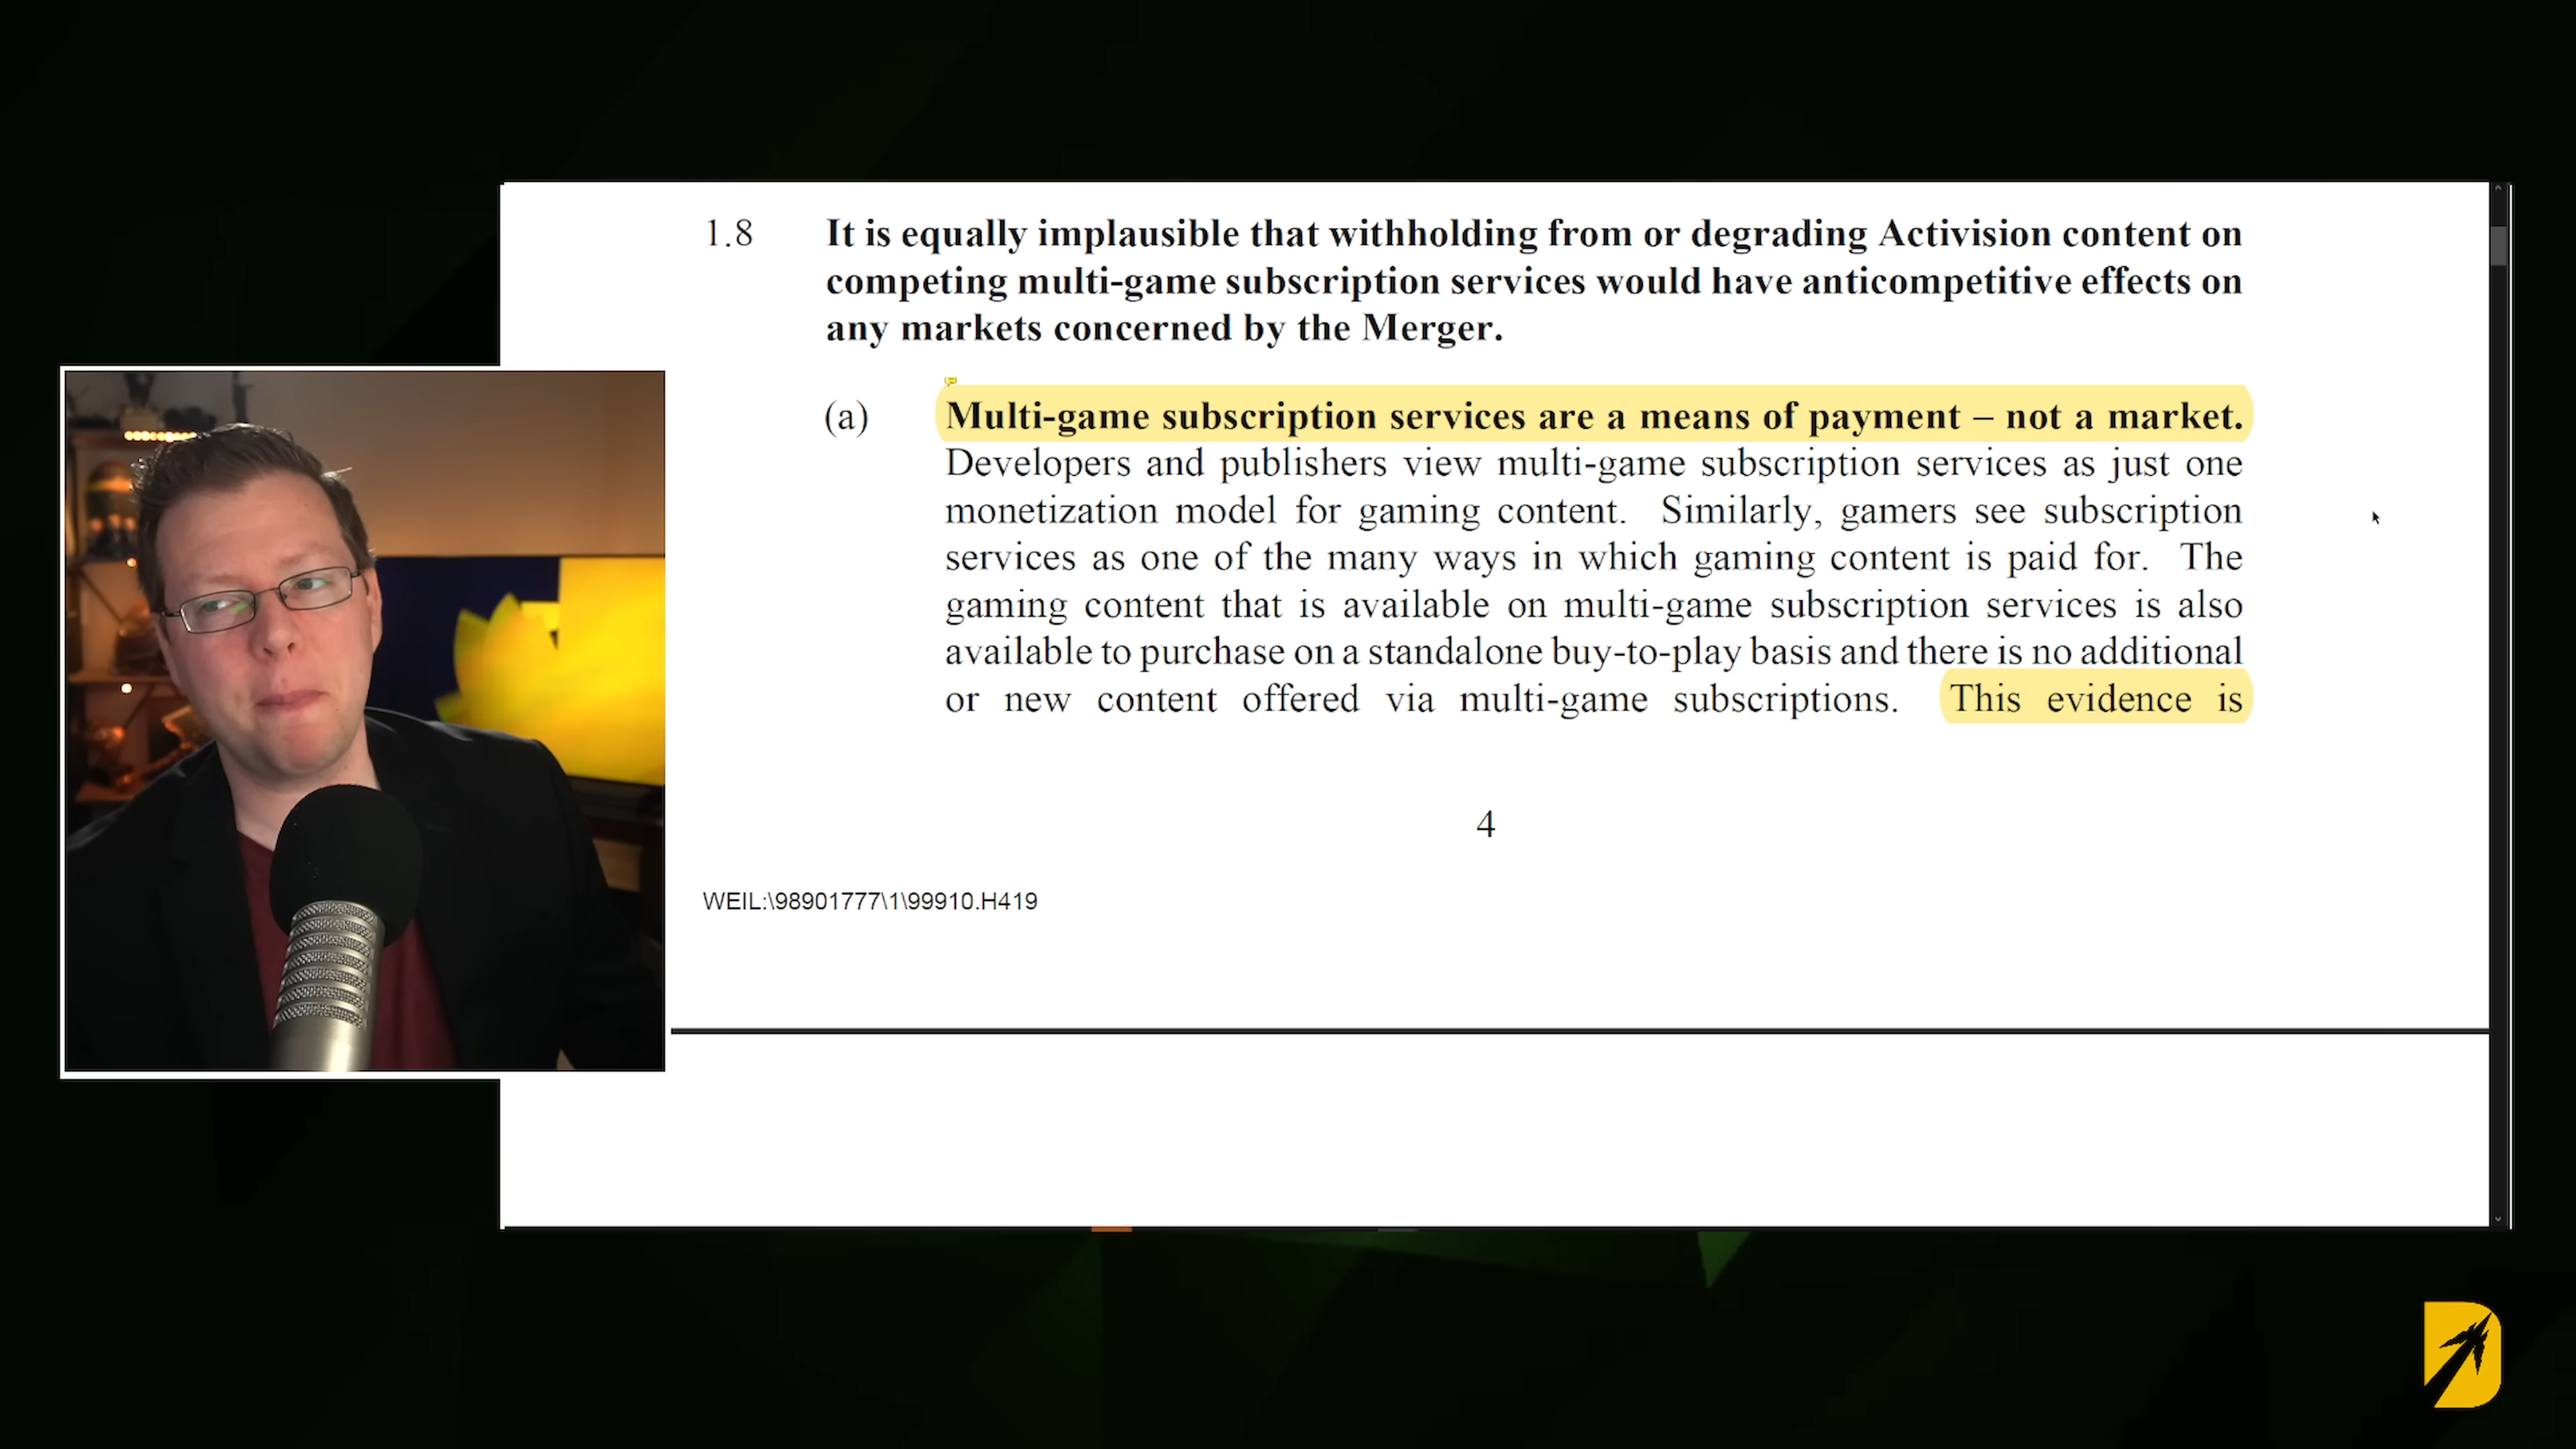 1.8 It is equally implausible that withholding from or degrading Activision content on
competing multi-game subscription services would have anticompetitive effects on
any markets concerned by the Merger.
(a) Multi-game subscription services are a means of payment – not a market.
Developers and publishers view multi-game subscription services as just one
monetization model for gaming content. Similarly, gamers see subscription
services as one of the many ways in which gaming content is paid for. The
gaming content that is available on multi-game subscription services is also
available to purchase on a standalone buy-to-play basis and there is no additional
or new content offered via multi-game subscriptions. This evidence is
4
WEIL:\98901777\1\99910.H419